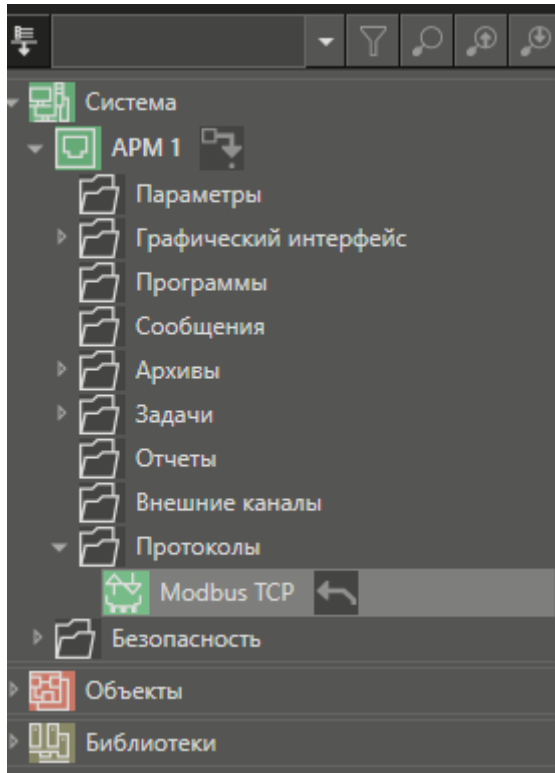 Система
АРМ 1
Параметры
Графический интерфейс
Программы
Сообщения
Архивы
Задачи
Отчеты
Внешние каналы
Протоколы
Modbus TCP
Безопасность
Объекты
Библиотеки